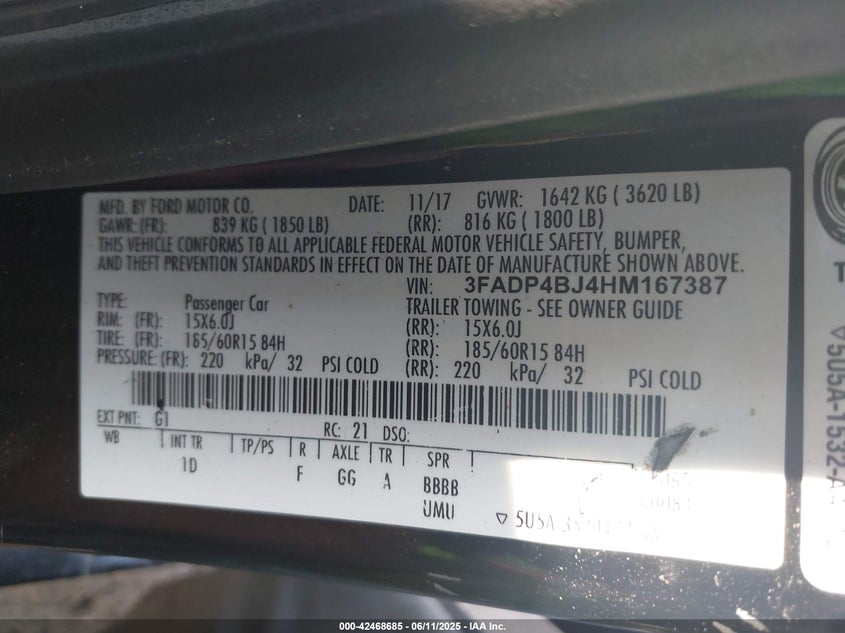 MFD. BY FORD MOTOR CO. DATE: 11/17 GVWR: 1642 KG ( 3620 LB)
GAWR: (FR): 839 KG ( 1850 LB) (RR): 816 KG ( 1800 LB)
THIS VEHICLE CONFORMS TO ALL APPLICABLE FEDERAL MOTOR VEHICLE SAFETY, BUMPER,
AND THEFT PREVENTION STANDARDS IN EFFECT ON THE DATE OF MANUFACTURE SHOWN ABOVE.
VIN: 3FADP4BJ4HM167387
TYPE: Passenger Car TRAILER TOWING - SEE OWNER GUIDE
RIM: (FR): 15X6.0J (RR): 15X6.0J
TIRE: (FR): 185/60R15 84H (RR): 185/60R15 84H
PRESSURE: (FR): 220 kPa/ 32 PSI COLD (RR): 220 kPa/ 32 PSI COLD
EXT PNT: G1 RC: 21 DSO:
WB INT TR TP/PS R AXLE TR SPR
1D F GG A BBBB
UMU
5U5A-1532-A
000-42468685 - 06/11/2025 - IAAI.com